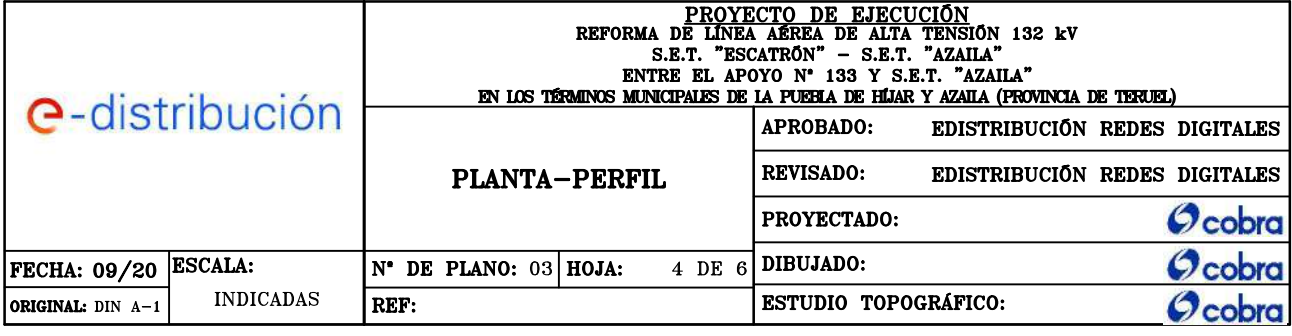 PROYECTO DE EJECUCIÓN
REFORMA DE LÍNEA AÉREA DE ALTA TENSIÓN 132 kV
S.E.T. "ESCATRÓN" – S.E.T. "AZAILA"
ENTRE EL APOYO Nº 133 Y S.E.T. "AZAILA"
EN LOS TÉRMINOS MUNICIPALES DE LA PUEBLA DE HÍJAR Y AZAILA (PROVINCIA DE TERUEL)
e-distribución
PLANTA–PERFIL
APROBADO: EDISTRIBUCIÓN REDES DIGITALES
REVISADO: EDISTRIBUCIÓN REDES DIGITALES
PROYECTADO: cobra
FECHA: 09/20
ESCALA:
INDICADAS
Nº DE PLANO: 03
HOJA: 4 DE 6
DIBUJADO: cobra
ORIGINAL: DIN A–1
REF:
ESTUDIO TOPOGRÁFICO: cobra